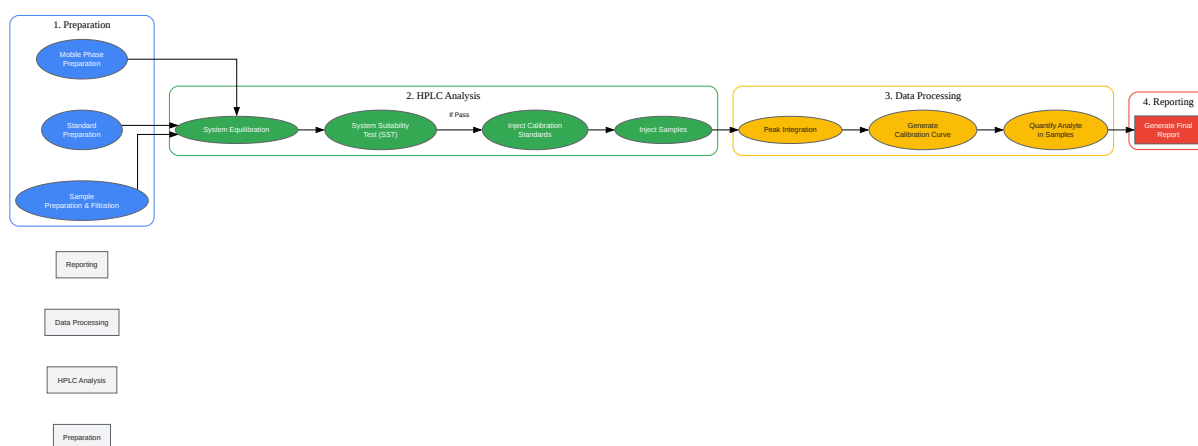 1. Preparation
Mobile Phase
Preparation
Standard
Preparation
Sample
Preparation & Filtration
2. HPLC Analysis
System Equilibration
System Suitability
Test (SST)
If Pass
Inject Calibration
Standards
Inject Samples
3. Data Processing
Peak Integration
Generate
Calibration Curve
Quantify Analyte
in Samples
4. Reporting
Generate Final
Report
Reporting
Data Processing
HPLC Analysis
Preparation